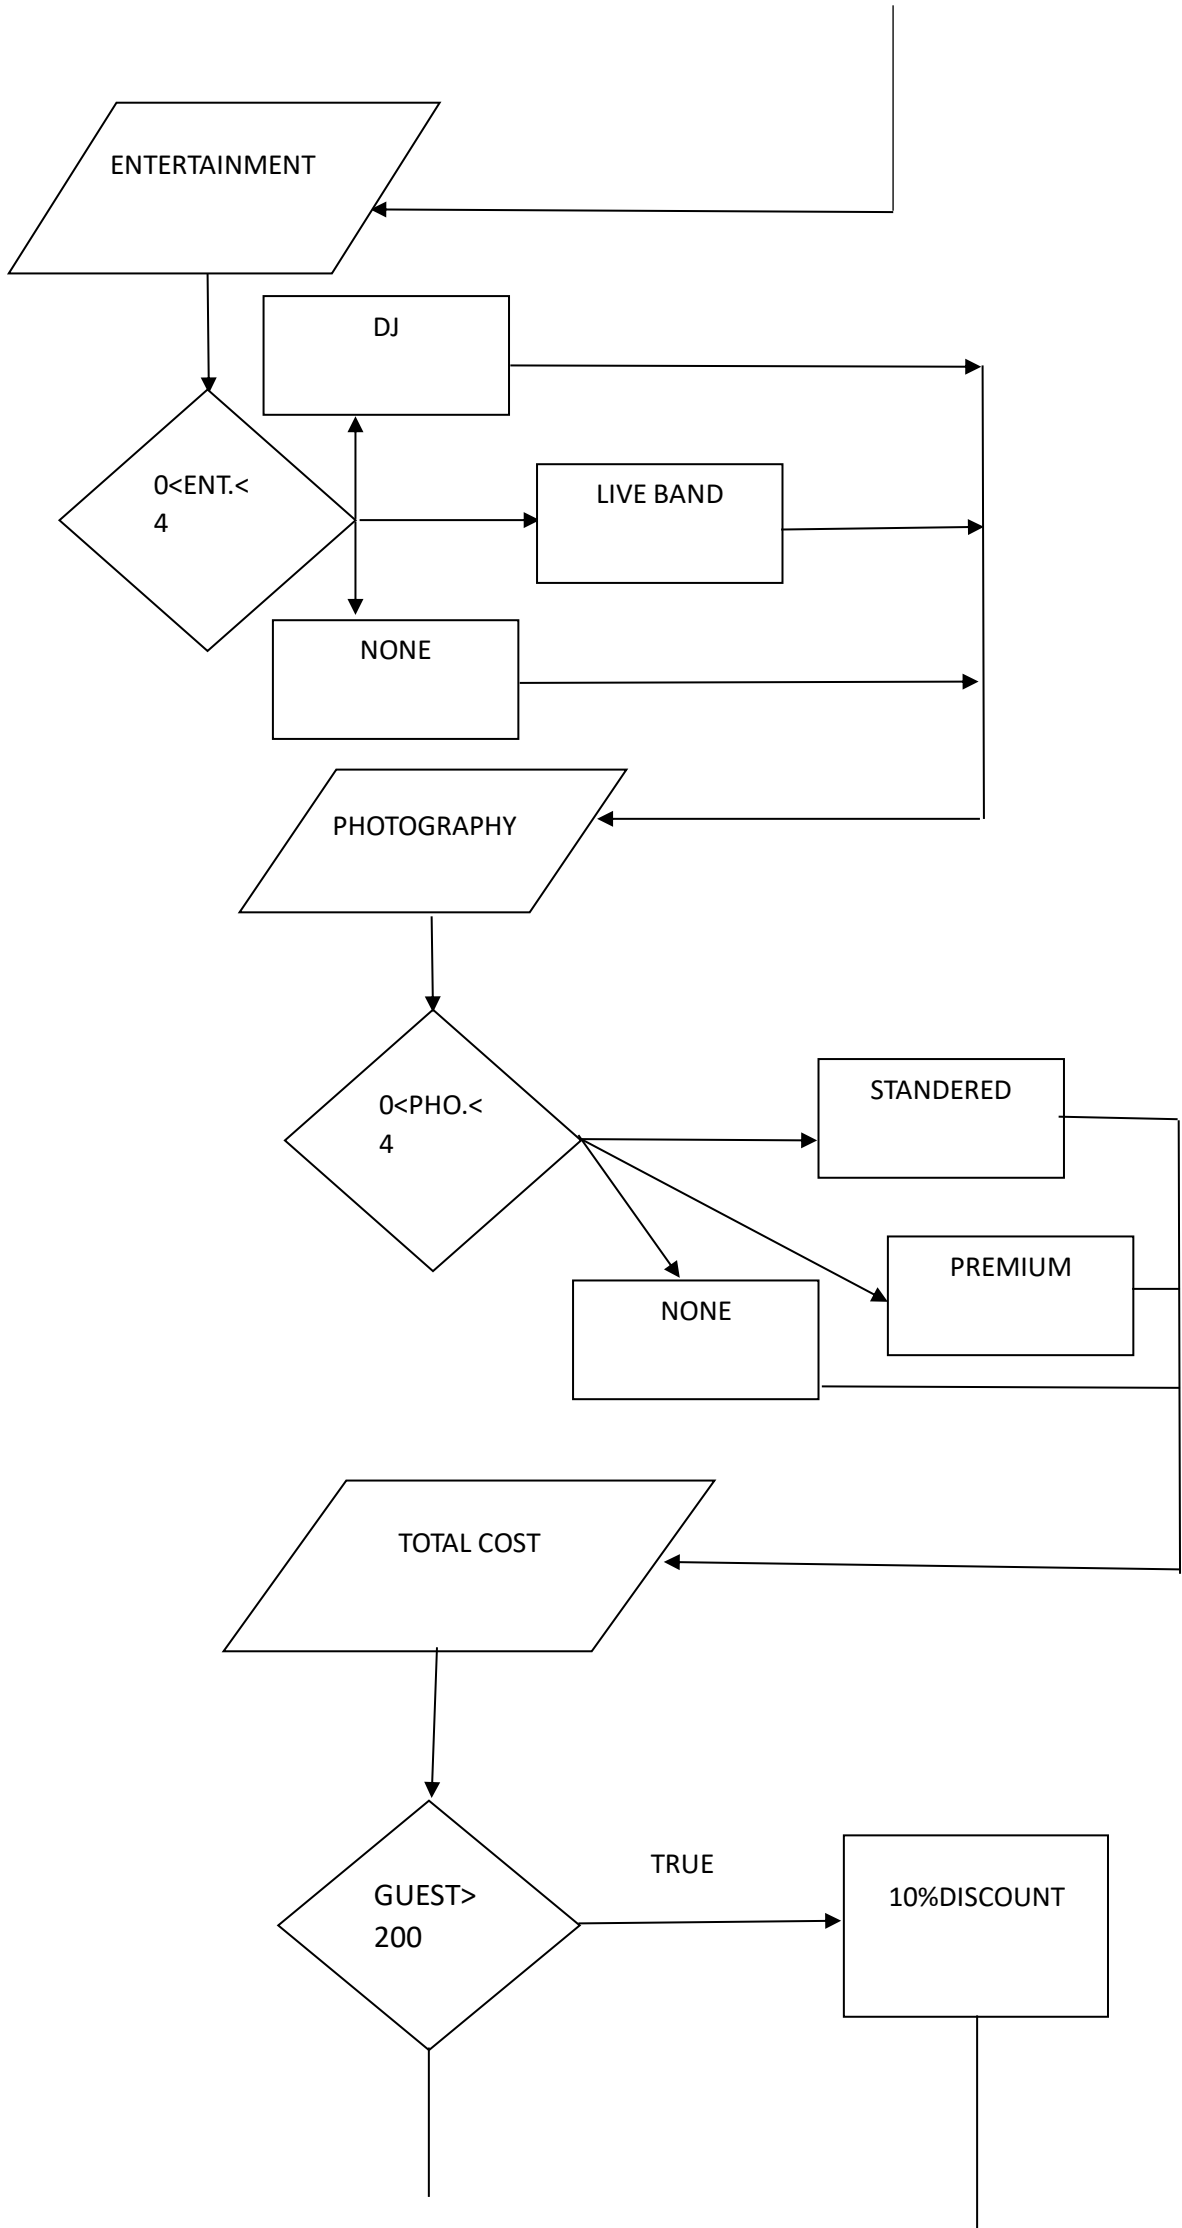 ENTERTAINMENT
DJ
0<ENT.<
4
LIVE BAND
NONE
PHOTOGRAPHY
0<PHO.<
4
STANDERED
PREMIUM
NONE
TOTAL COST
GUEST>
200
TRUE
10%DISCOUNT